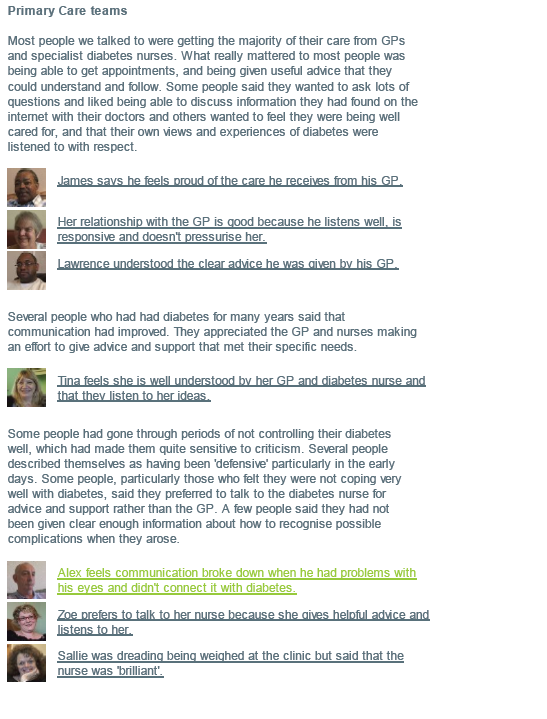 Primary Care teams
Most people we talked to were getting the majority of their care from GPs
and specialist diabetes nurses. What really mattered to most people was
being able to get appointments, and being given useful advice that they
could understand and follow. Some people said they wanted to ask lots of
questions and liked being able to discuss information they had found on the
internet with their doctors and others wanted to feel they were being well
cared for, and that their own views and experiences of diabetes were
listened to with respect.
James says he feels proud of the care he receives from his GP.
Her relationship with the GP is good because he listens well, is
responsive and doesn't pressurise her.
Lawrence understood the clear advice he was given by his GP.
Several people who had had diabetes for many years said that
communication had improved. They appreciated the GP and nurses making
an effort to give advice and support that met their specific needs.
Tina feels she is well understood by her GP and diabetes nurse and
that they listen to her ideas.
Some people had gone through periods of not controlling their diabetes
well, which had made them quite sensitive to criticism. Several people
described themselves as having been 'defensive' particularly in the early
days. Some people, particularly those who felt they were not coping very
well with diabetes, said they preferred to talk to the diabetes nurse for
advice and support rather than the GP. A few people said they had not
been given clear enough information about how to recognise possible
complications when they arose.
Alex feels communication broke down when he had problems with
his eyes and didn't connect it with diabetes.
Zoe prefers to talk to her nurse because she gives helpful advice and
listens to her.
Sallie was dreading being weighed at the clinic but said that the
nurse was 'brilliant'.